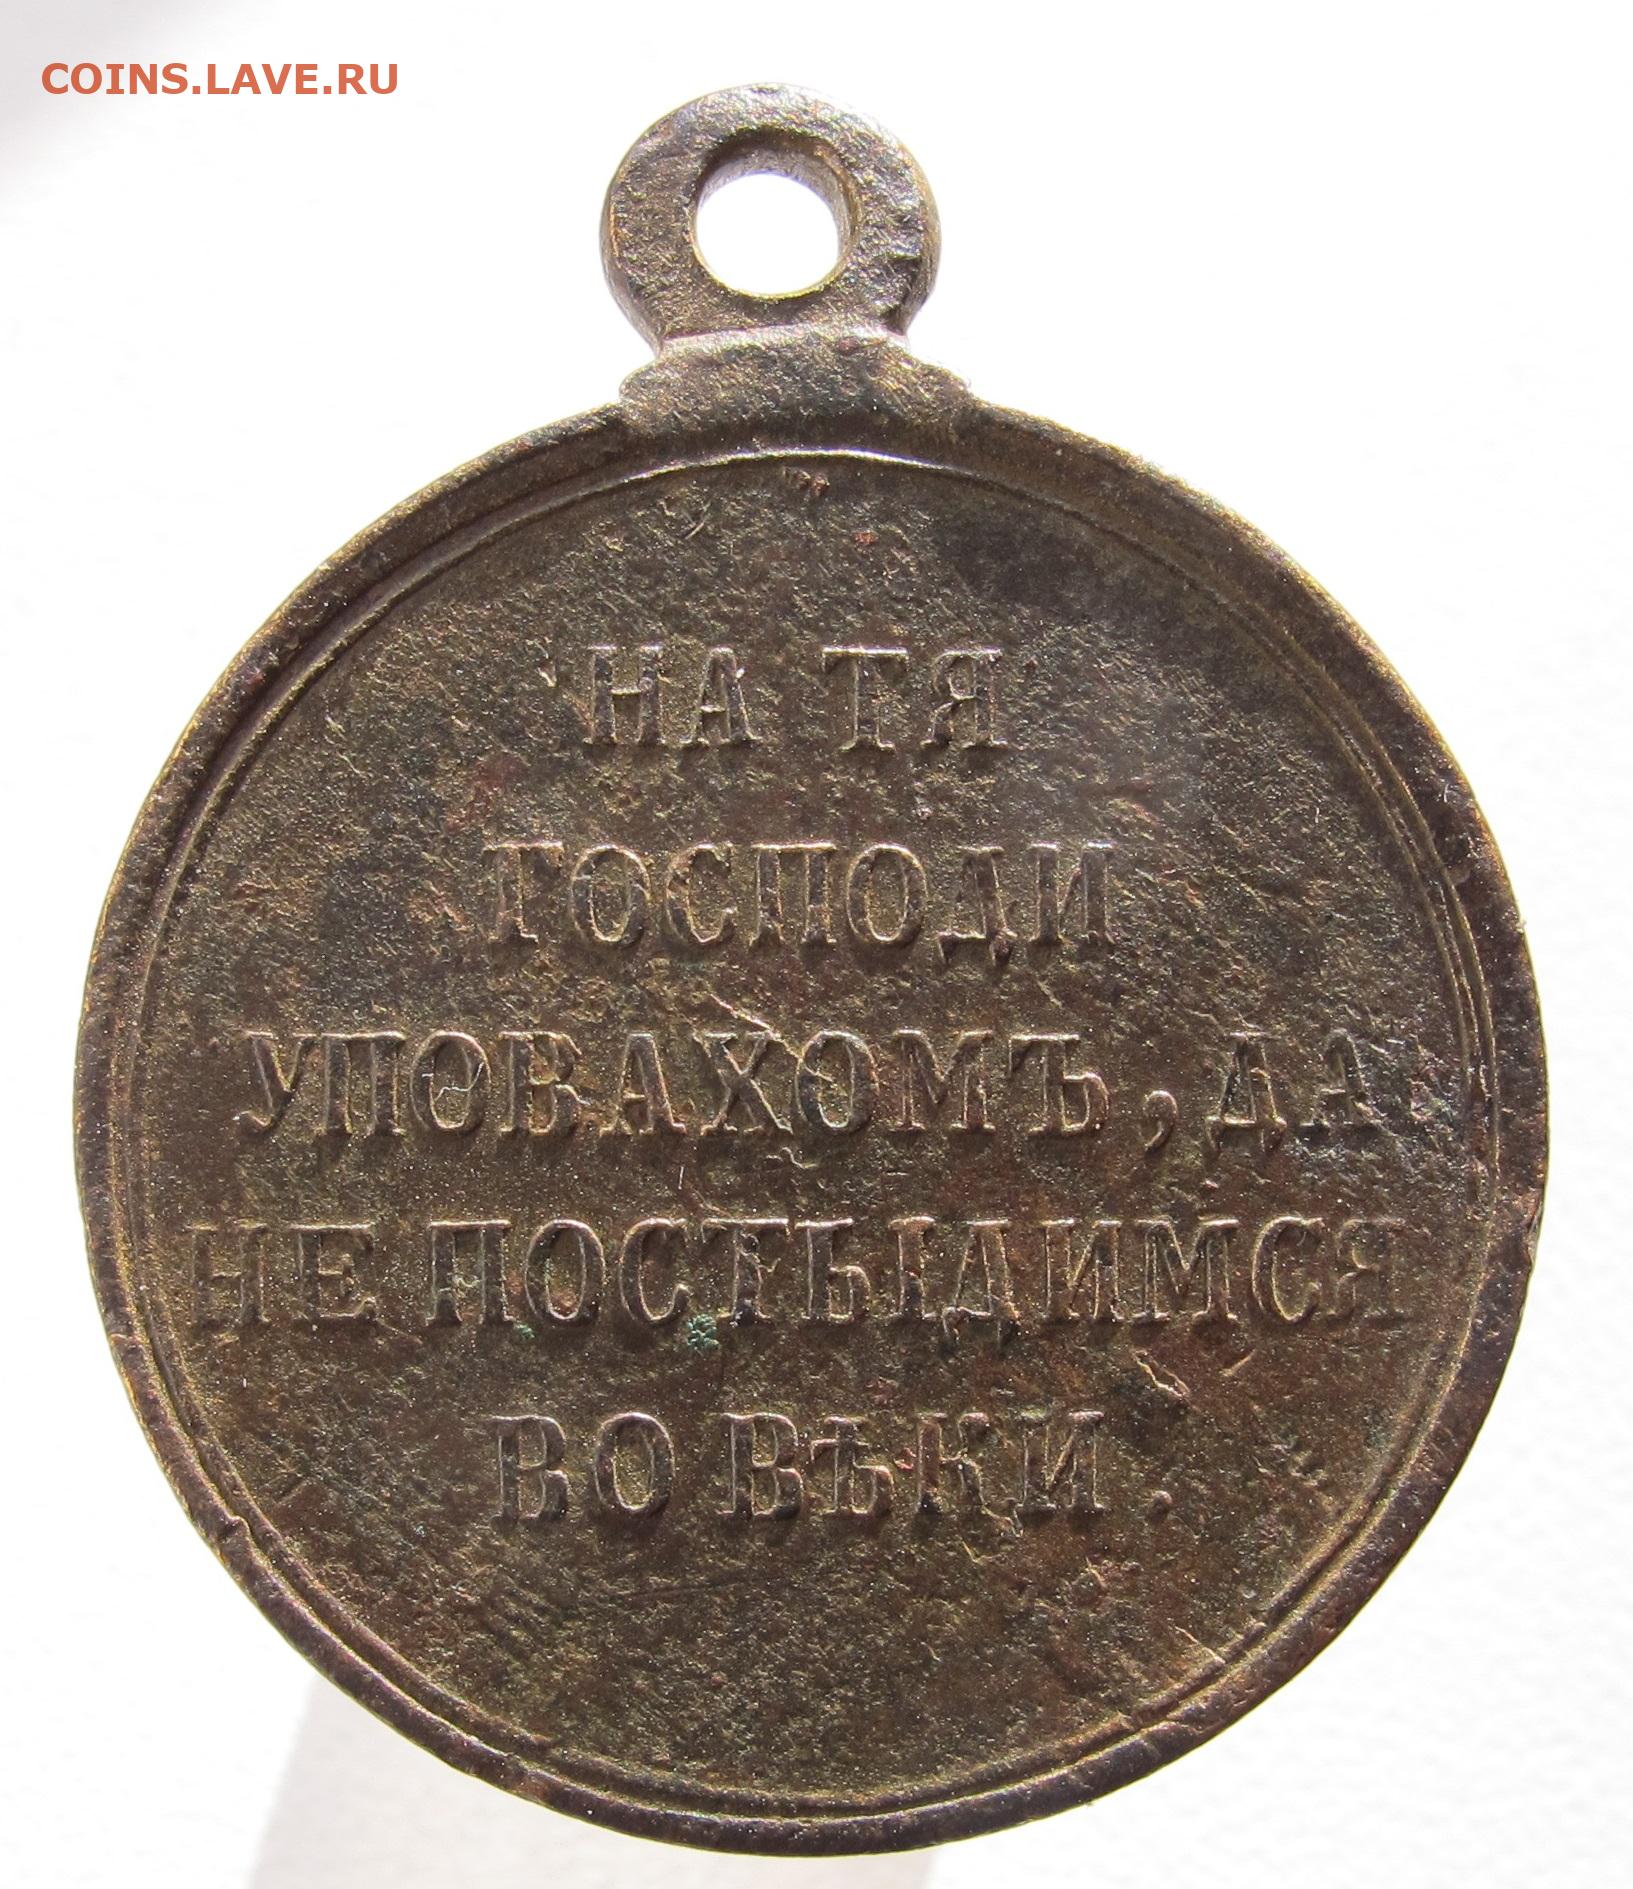 COINS.LAVE.RU
НА ТЯ
ГОСПОДИ
УПОВАХОМЪ, ДА
НЕ ПОСТЫДИМСЯ
ВО ВѢКИ.